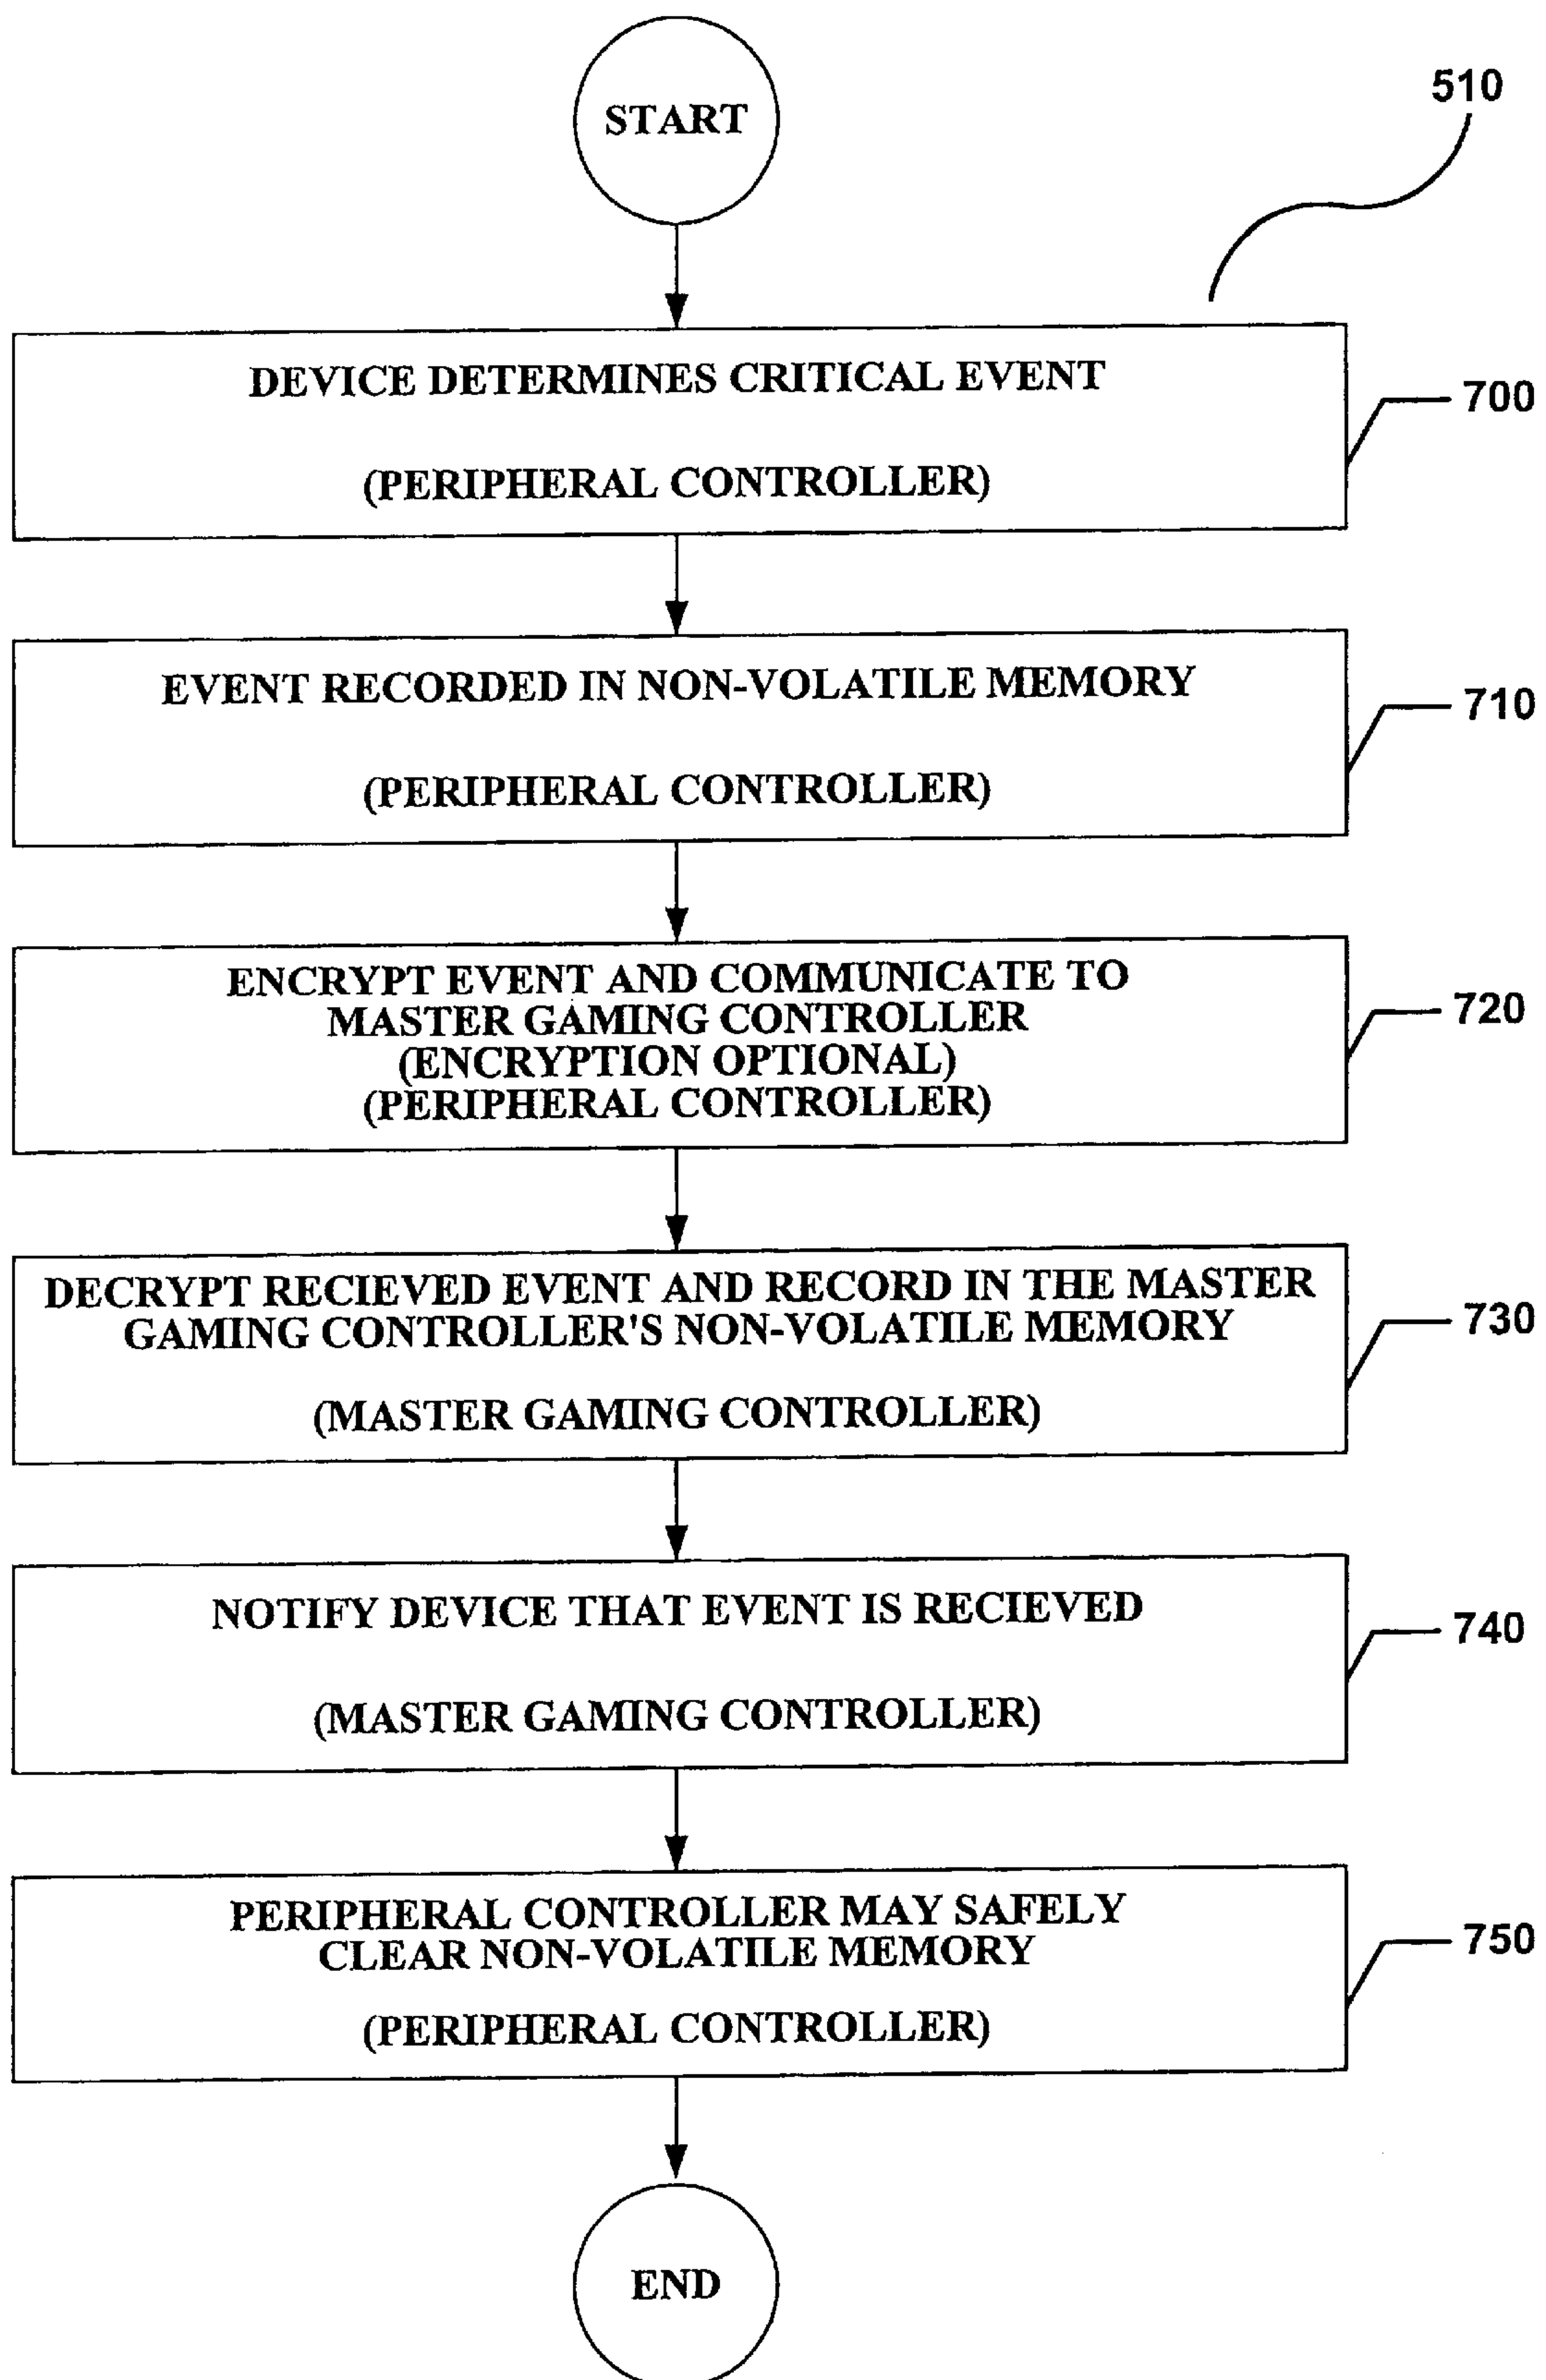 START
510
DEVICE DETERMINES CRITICAL EVENT
(PERIPHERAL CONTROLLER)
700
EVENT RECORDED IN NON-VOLATILE MEMORY
(PERIPHERAL CONTROLLER)
710
ENCRYPT EVENT AND COMMUNICATE TO
MASTER GAMING CONTROLLER
(ENCRYPTION OPTIONAL)
(PERIPHERAL CONTROLLER)
720
DECRYPT RECIEVED EVENT AND RECORD IN THE MASTER
GAMING CONTROLLER'S NON-VOLATILE MEMORY
(MASTER GAMING CONTROLLER)
730
NOTIFY DEVICE THAT EVENT IS RECIEVED
(MASTER GAMING CONTROLLER)
740
PERIPHERAL CONTROLLER MAY SAFELY
CLEAR NON-VOLATILE MEMORY
(PERIPHERAL CONTROLLER)
750
END